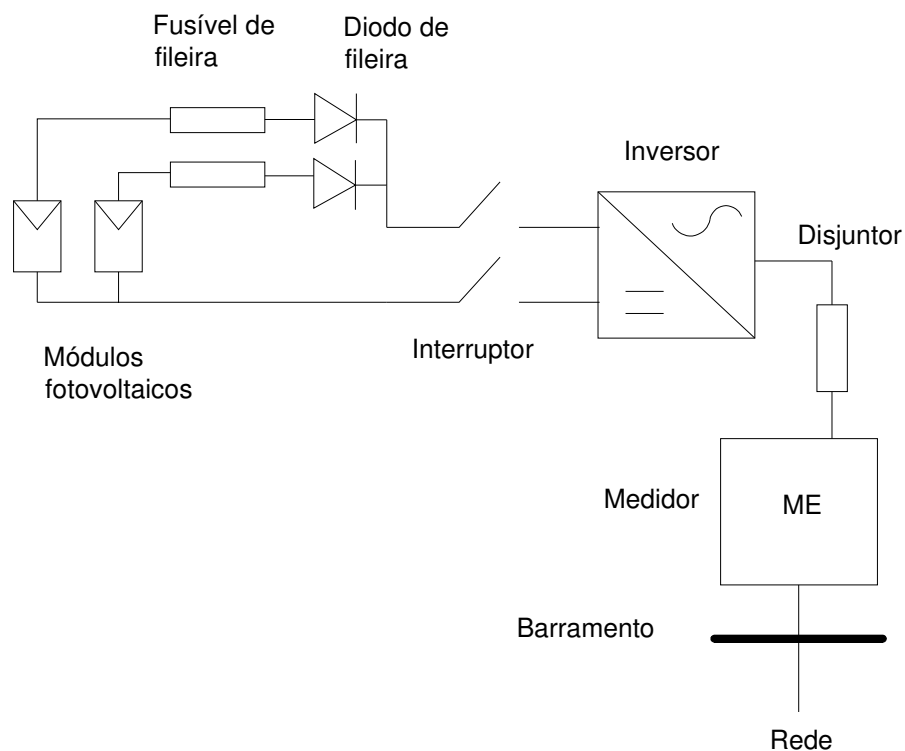 Fusível de
fileira
Diodo de
fileira
Inversor
Disjuntor
Módulos
fotovoltaicos
Interruptor
Medidor
ME
Barramento
Rede